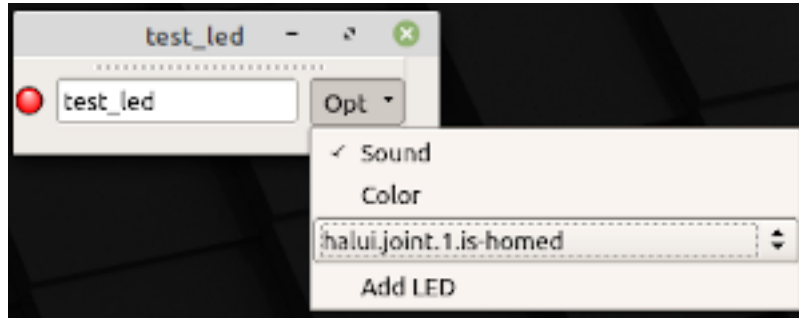 test_led
test_led
Opt
Sound
Color
halui.joint.1.is-homed
Add LED